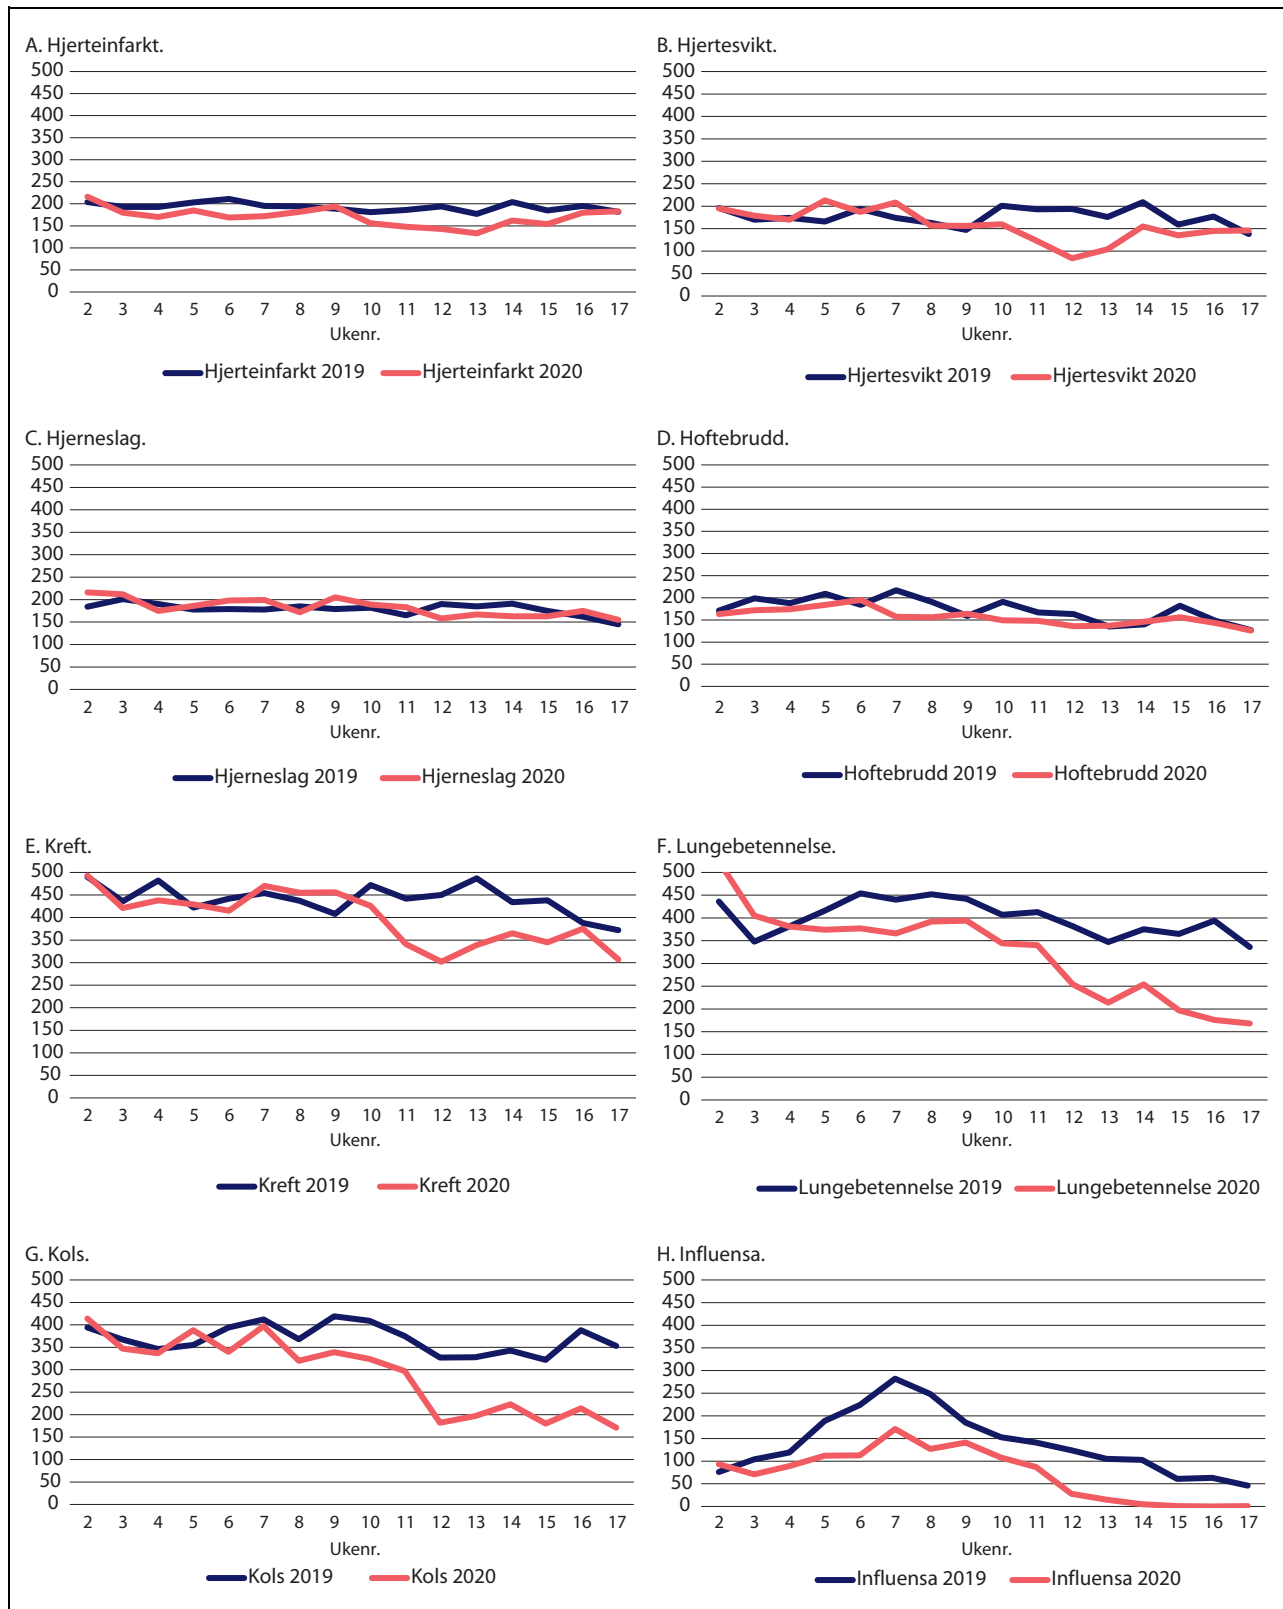 A. Hjerteinfarkt.
500
450
400
350
300
250
200
150
100
50
0
2 3 4 5 6 7 8 9 10 11 12 13 14 15 16 17
Ukenr.
Hjerteinfarkt 2019 Hjerteinfarkt 2020
B. Hjertesvikt.
500
450
400
350
300
250
200
150
100
50
0
2 3 4 5 6 7 8 9 10 11 12 13 14 15 16 17
Ukenr.
Hjertesvikt 2019 Hjertesvikt 2020
C. Hjerneslag.
500
450
400
350
300
250
200
150
100
50
0
2 3 4 5 6 7 8 9 10 11 12 13 14 15 16 17
Ukenr.
Hjerneslag 2019 Hjerneslag 2020
D. Hoftebrudd.
500
450
400
350
300
250
200
150
100
50
0
2 3 4 5 6 7 8 9 10 11 12 13 14 15 16 17
Ukenr.
Hoftebrudd 2019 Hoftebrudd 2020
E. Kreft.
500
450
400
350
300
250
200
150
100
50
0
2 3 4 5 6 7 8 9 10 11 12 13 14 15 16 17
Ukenr.
Kreft 2019 Kreft 2020
F. Lungebetennelse.
500
450
400
350
300
250
200
150
100
50
0
2 3 4 5 6 7 8 9 10 11 12 13 14 15 16 17
Ukenr.
Lungebetennelse 2019 Lungebetennelse 2020
G. Kols.
500
450
400
350
300
250
200
150
100
50
0
2 3 4 5 6 7 8 9 10 11 12 13 14 15 16 17
Ukenr.
Kols 2019 Kols 2020
H. Influensa.
500
450
400
350
300
250
200
150
100
50
0
2 3 4 5 6 7 8 9 10 11 12 13 14 15 16 17
Ukenr.
Influensa 2019 Influensa 2020